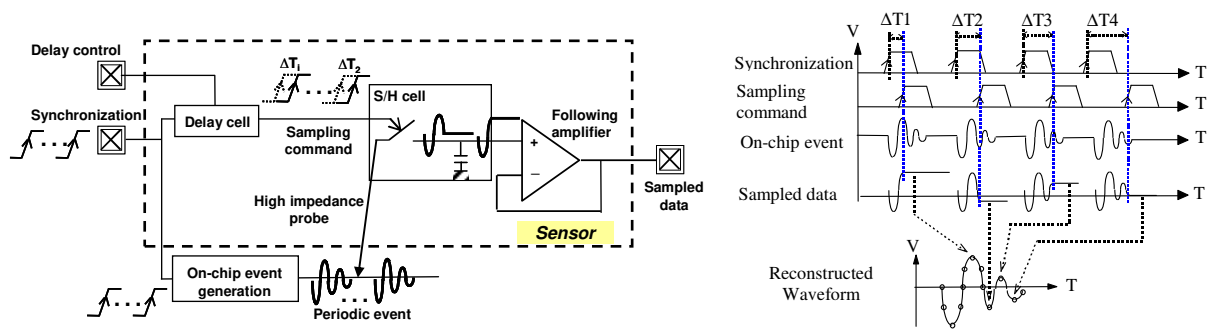 Delay control
Synchronization
ΔT1
ΔT2
S/H cell
Delay cell
Sampling
command
Following
amplifier
+
−
Sampled
data
High impedance
probe
Sensor
On-chip event
generation
Periodic event
ΔT1
ΔT2
ΔT3
ΔT4
V
Synchronization
T
Sampling
command
T
On-chip event
T
Sampled data
T
V
Reconstructed
Waveform
T